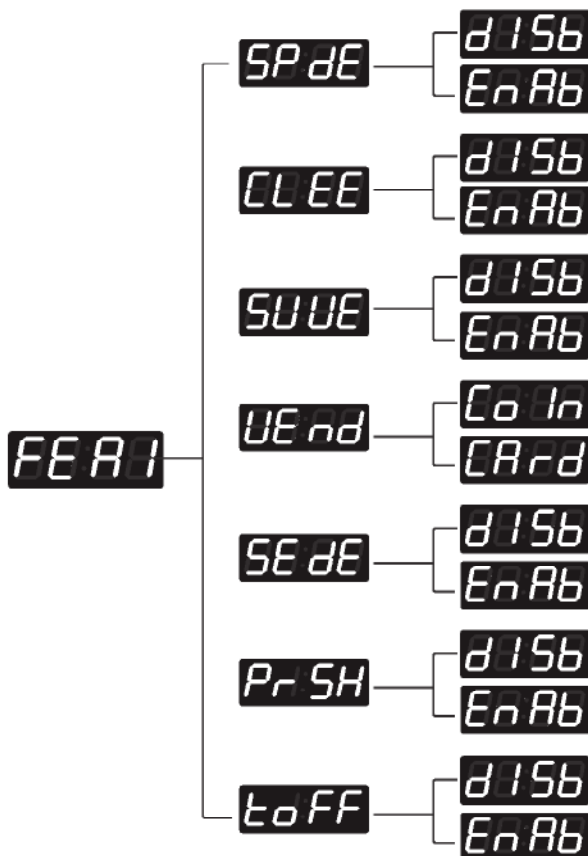 SPdE
dISb
EnAb
CLEE
dISb
EnAb
SUUE
dISb
EnAb
FEA1
UEnd
CoIn
CArd
SEdE
dISb
EnAb
PrSH
dISb
EnAb
toFF
dISb
EnAb